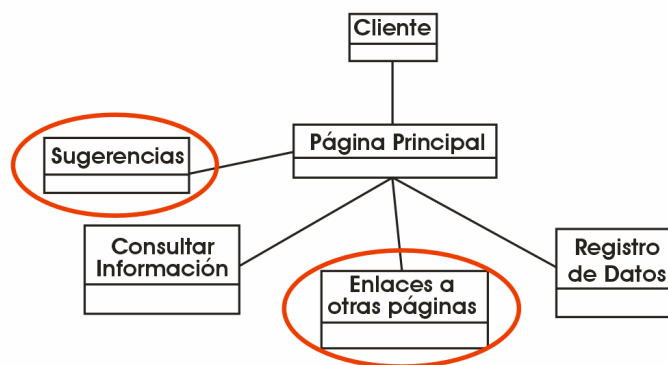 Cliente
Página Principal
Sugerencias
Consultar
Información
Enlaces a
otras páginas
Registro
de Datos